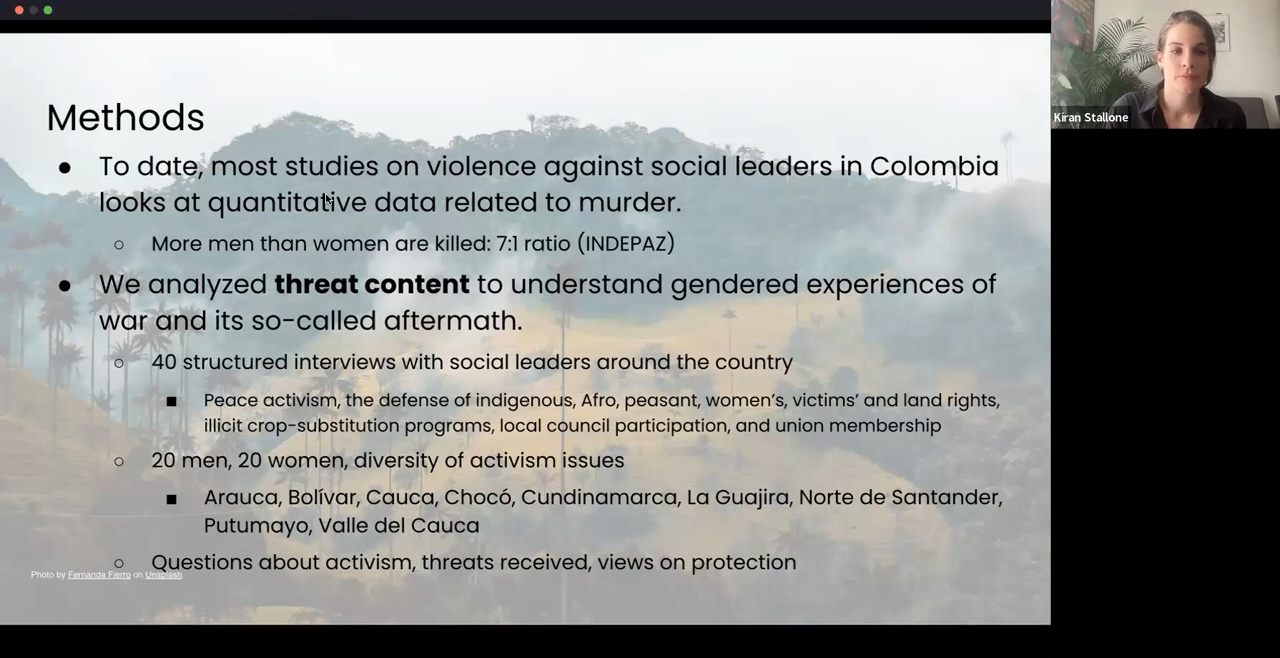 Methods
● To date, most studies on violence against social leaders in Colombia
looks at quantitative data related to murder.
○ More men than women are killed: 7:1 ratio (INDEPAZ)
● We analyzed threat content to understand gendered experiences of
war and its so-called aftermath.
○ 40 structured interviews with social leaders around the country
■ Peace activism, the defense of indigenous, Afro, peasant, women's, victims' and land rights,
illicit crop-substitution programs, local council participation, and union membership
○ 20 men, 20 women, diversity of activism issues
■ Arauca, Bolívar, Cauca, Chocó, Cundinamarca, La Guajira, Norte de Santander,
Putumayo, Valle del Cauca
○ Questions about activism, threats received, views on protection
Photo by Fernanda Fierro on Unsplash
Kiran Stallone